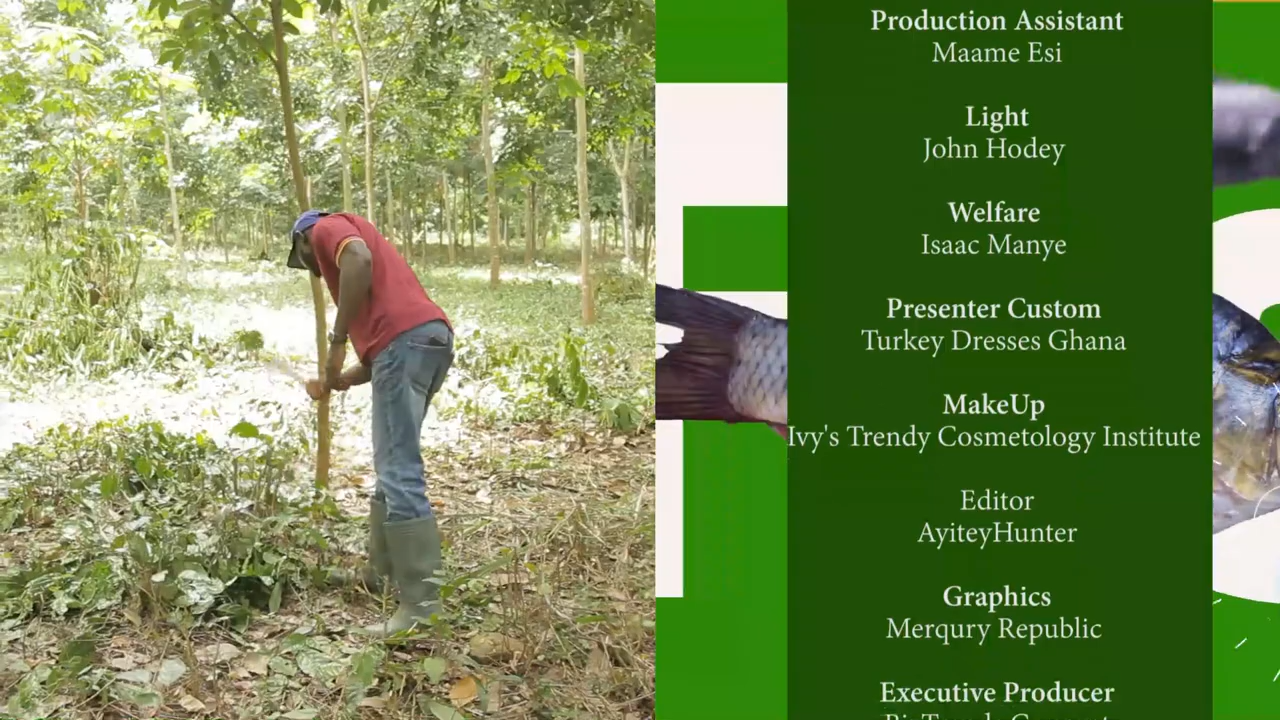 Production Assistant
Maame Esi
Light
John Hodey
Welfare
Isaac Manye
Presenter Custom
Turkey Dresses Ghana
MakeUp
Ivy's Trendy Cosmetology Institute
Editor
AyiteyHunter
Graphics
Merqury Republic
Executive Producer